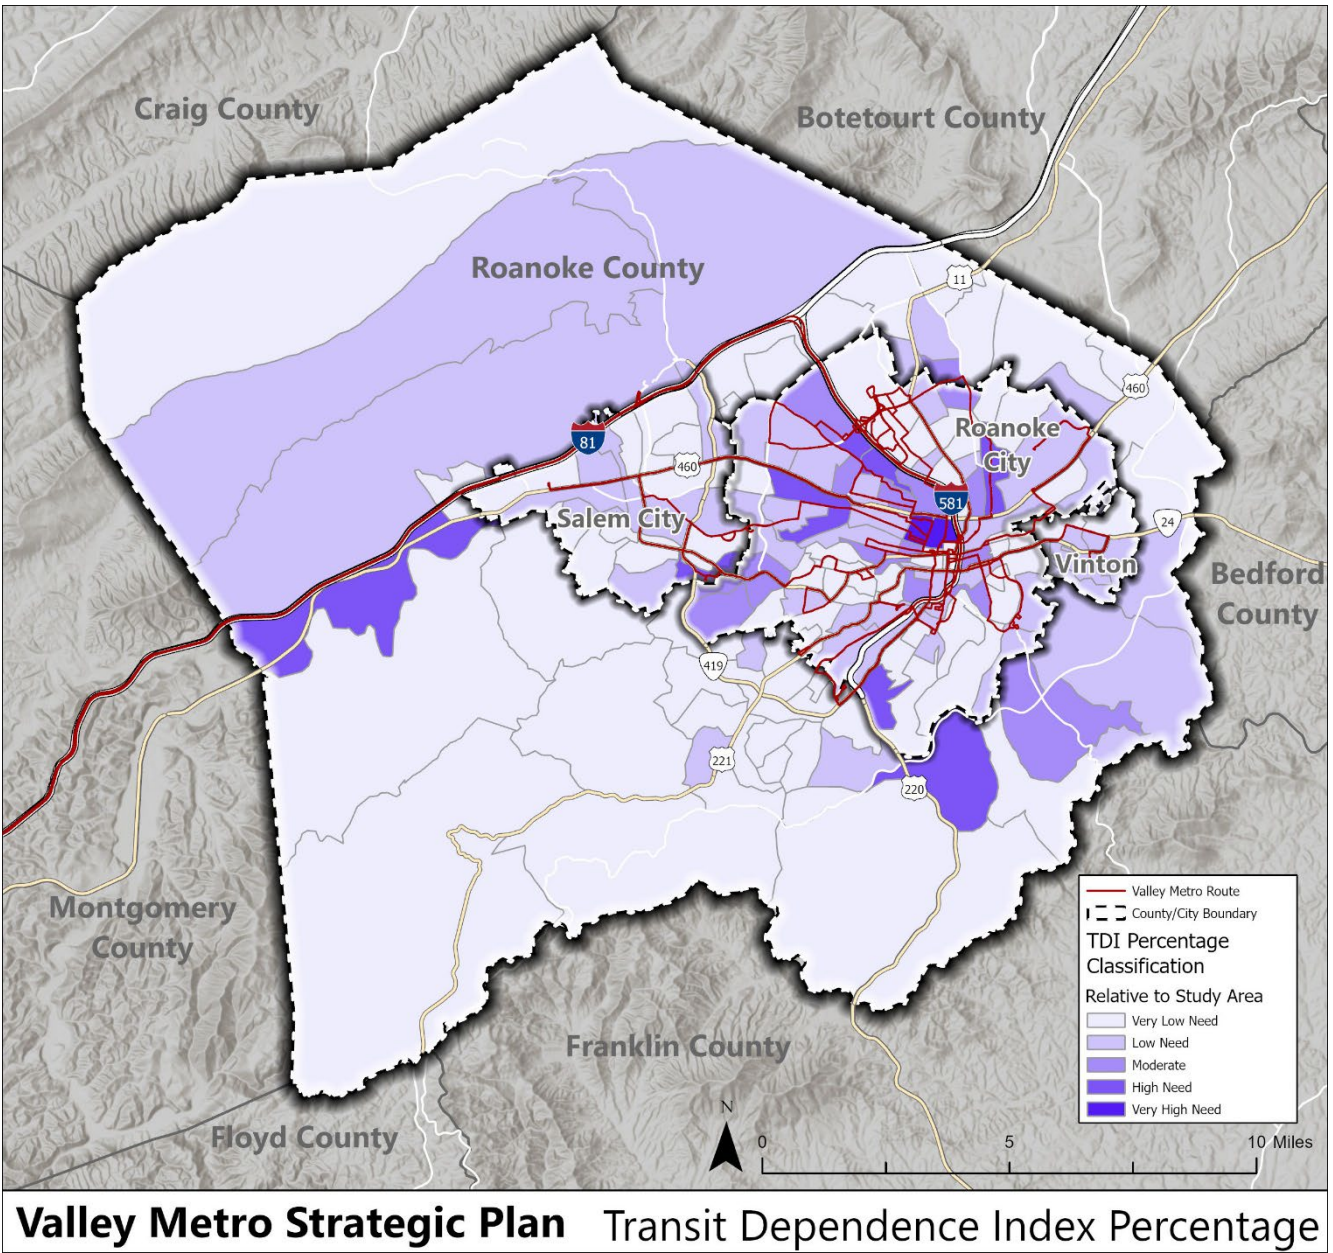 Craig County
Botetourt County
Roanoke County
11
460
81
460
Roanoke
City
581
Salem City
24
Vinton
Bedford
County
419
221
220
Montgomery
County
Franklin County
Floyd County
Valley Metro Route
County/City Boundary
TDI Percentage
Classification
Relative to Study Area
Very Low Need
Low Need
Moderate
High Need
Very High Need
N
0 5 10 Miles
Valley Metro Strategic Plan Transit Dependence Index Percentage